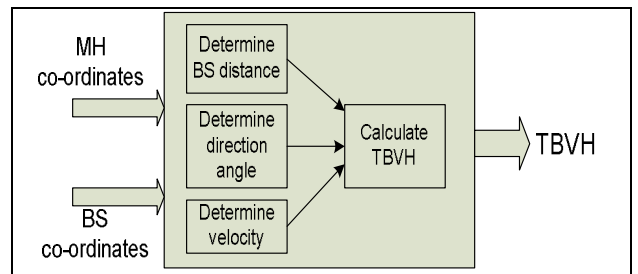 MH
co-ordinates
BS
co-ordinates
Determine
BS distance
Determine
direction
angle
Determine
velocity
Calculate
TBVH
TBVH